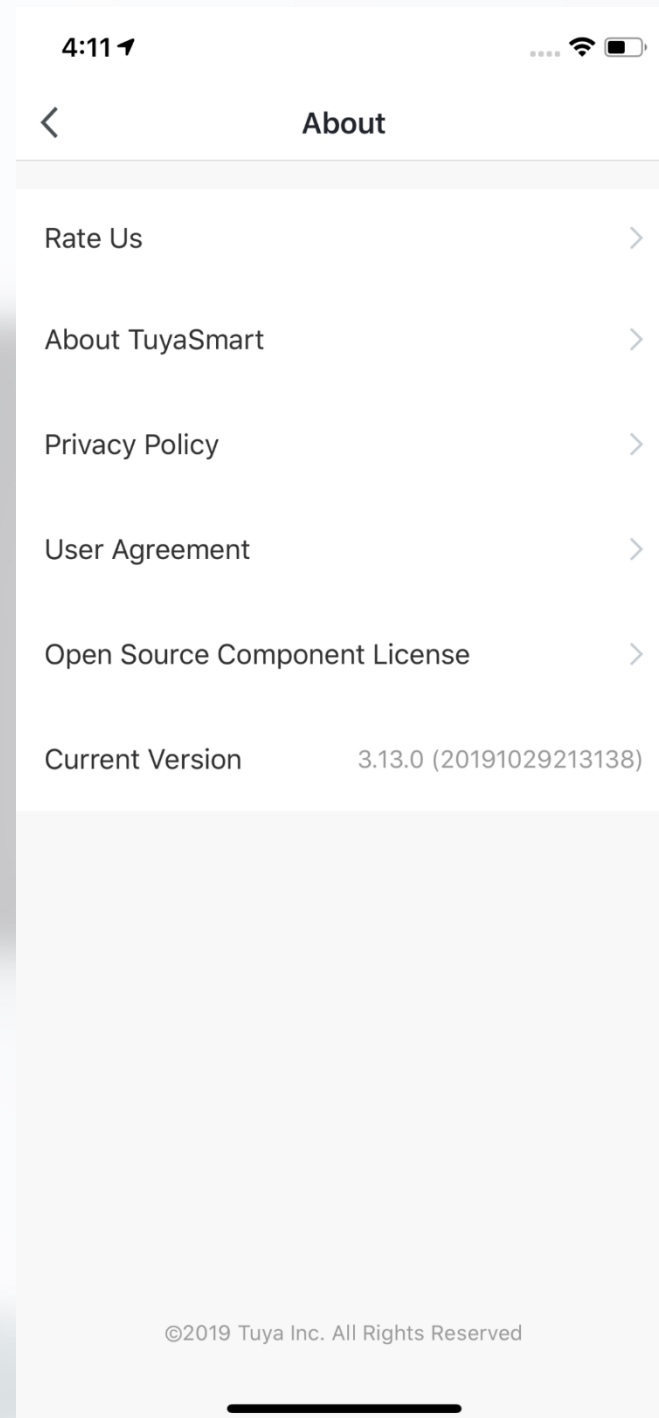 4:11
About
Rate Us
About TuyaSmart
Privacy Policy
User Agreement
Open Source Component License
Current Version 3.13.0 (20191029213138)
©2019 Tuya Inc. All Rights Reserved